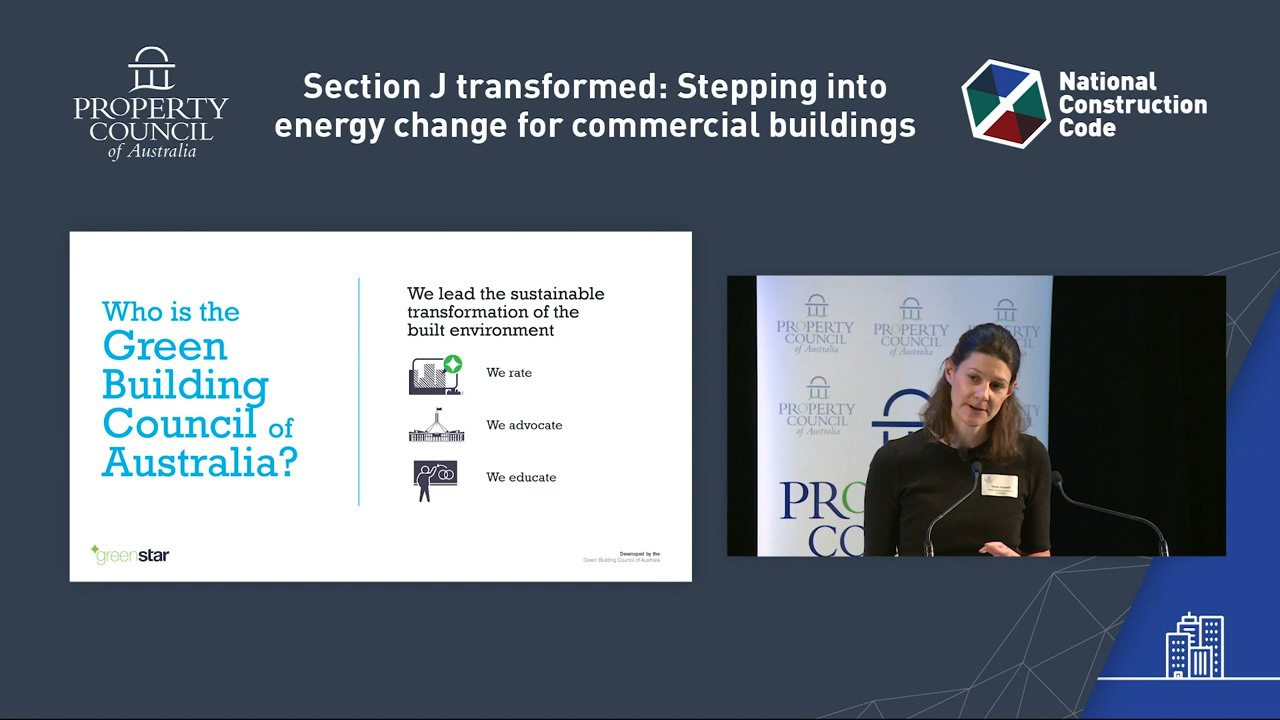 PROPERTY
COUNCIL
of Australia
Section J transformed: Stepping into
energy change for commercial buildings
National
Construction
Code
Who is the
Green
Building
Council of
Australia?
We lead the sustainable
transformation of the
built environment
We rate
We advocate
We educate
greenstar
Developed by the
Green Building Council of Australia
PROPERTY
COUNCIL
of Australia
PROPERTY
COUNCIL
of Australia
PROPERTY
COUNCIL
of Australia
PRO
CO